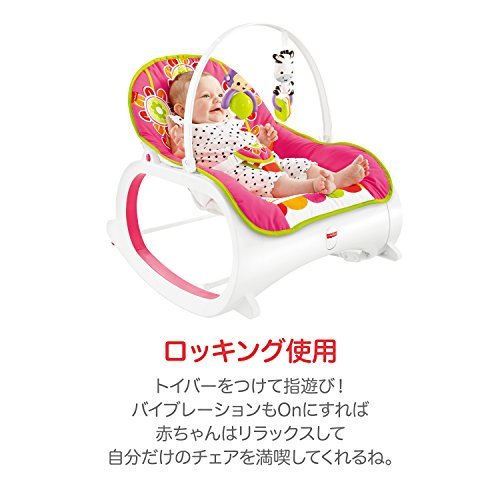 ロッキング使用
トイバーをつけて指遊び！
バイブレーションもOnにすれば
赤ちゃんはリラックスして
自分だけのチェアを満喫してくれるね。